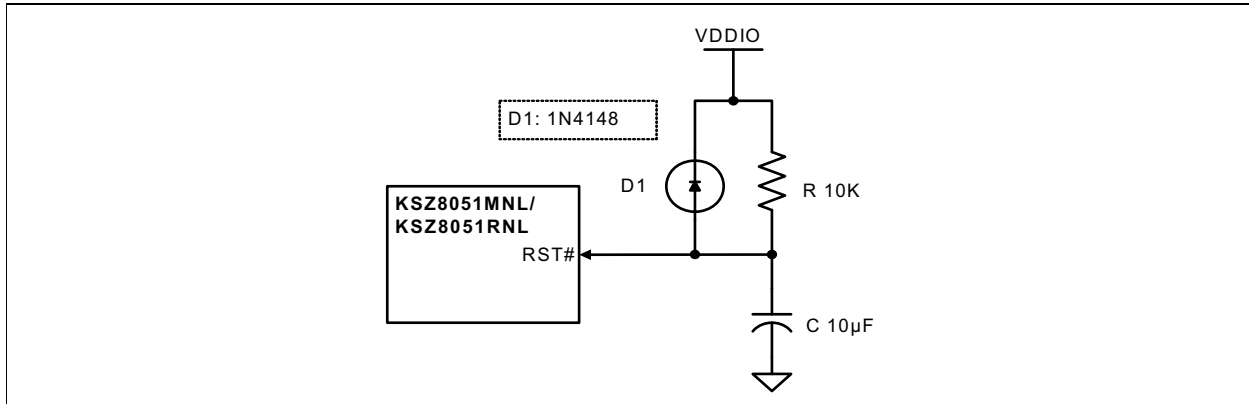 VDDIO
D1: 1N4148
D1
R 10K
KSZ8051MNL/
KSZ8051RNL
RST#
C 10µF